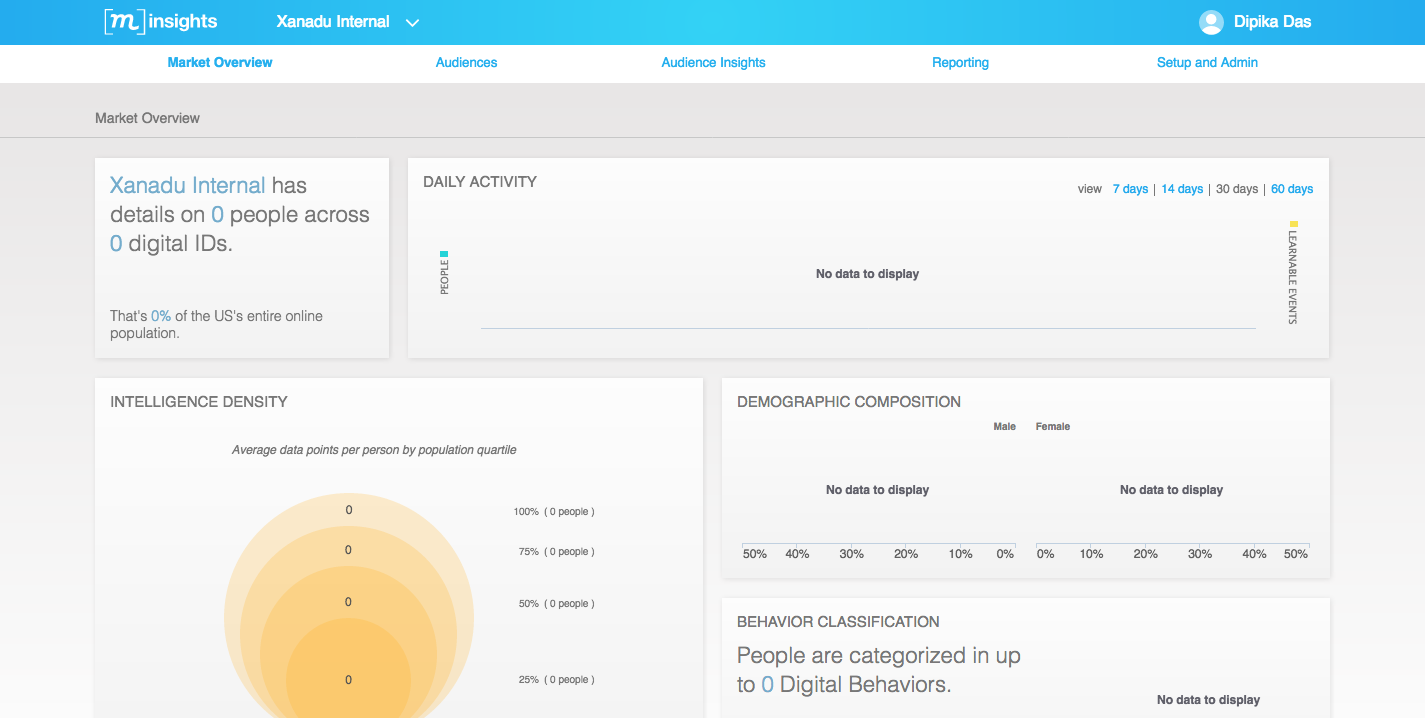 [m] insights
Xanadu Internal
Dipika Das
Market Overview
Audiences
Audience Insights
Reporting
Setup and Admin
Market Overview
Xanadu Internal has
details on 0 people across
0 digital IDs.
That's 0% of the US's entire online
population.
DAILY ACTIVITY
view 7 days | 14 days | 30 days | 60 days
PEOPLE
No data to display
LEARNABLE EVENTS
INTELLIGENCE DENSITY
Average data points per person by population quartile
0
100% ( 0 people )
0
75% ( 0 people )
0
50% ( 0 people )
0
25% ( 0 people )
DEMOGRAPHIC COMPOSITION
Male Female
No data to display
No data to display
50% 40% 30% 20% 10% 0%
0% 10% 20% 30% 40% 50%
BEHAVIOR CLASSIFICATION
People are categorized in up
to 0 Digital Behaviors.
No data to display